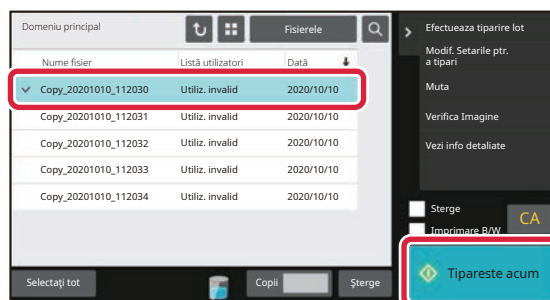 Domeniu principal
Fisierele
Nume fisier Listă utilizatori Dată
Copy_20201010_112030 Utiliz. invalid 2020/10/10
Copy_20201010_112031 Utiliz. invalid 2020/10/10
Copy_20201010_112032 Utiliz. invalid 2020/10/10
Copy_20201010_112033 Utiliz. invalid 2020/10/10
Copy_20201010_112034 Utiliz. invalid 2020/10/10
Selectaţi tot
Copii
Şterge
Efectueaza tiparire lot
Modif. Setarile ptr.
a tipari
Muta
Verifica Imagine
Vezi info detaliate
Sterge
Imprimare B/W
CA
Tipareste acum